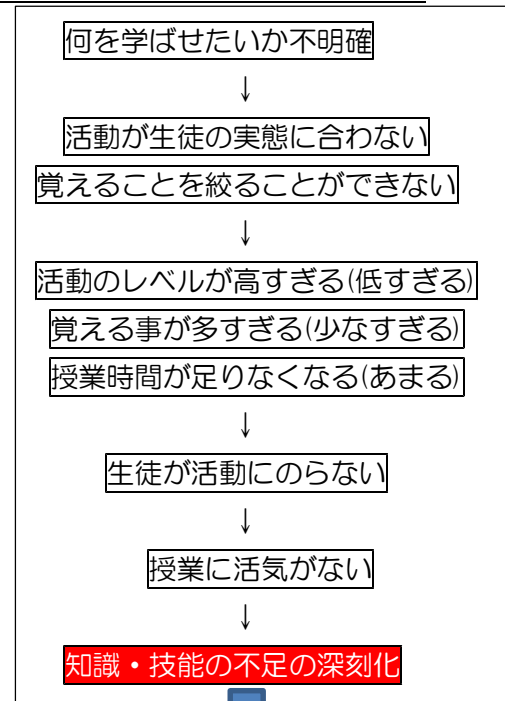 何を学ばせたいか不明確
↓
活動が生徒の実態に合わない
覚えることを絞ることができない
↓
活動のレベルが高すぎる(低すぎる)
覚える事が多すぎる(少なすぎる)
授業時間が足りなくなる(あまる)
↓
生徒が活動にのらない
↓
授業に活気がない
↓
知識・技能の不足の深刻化